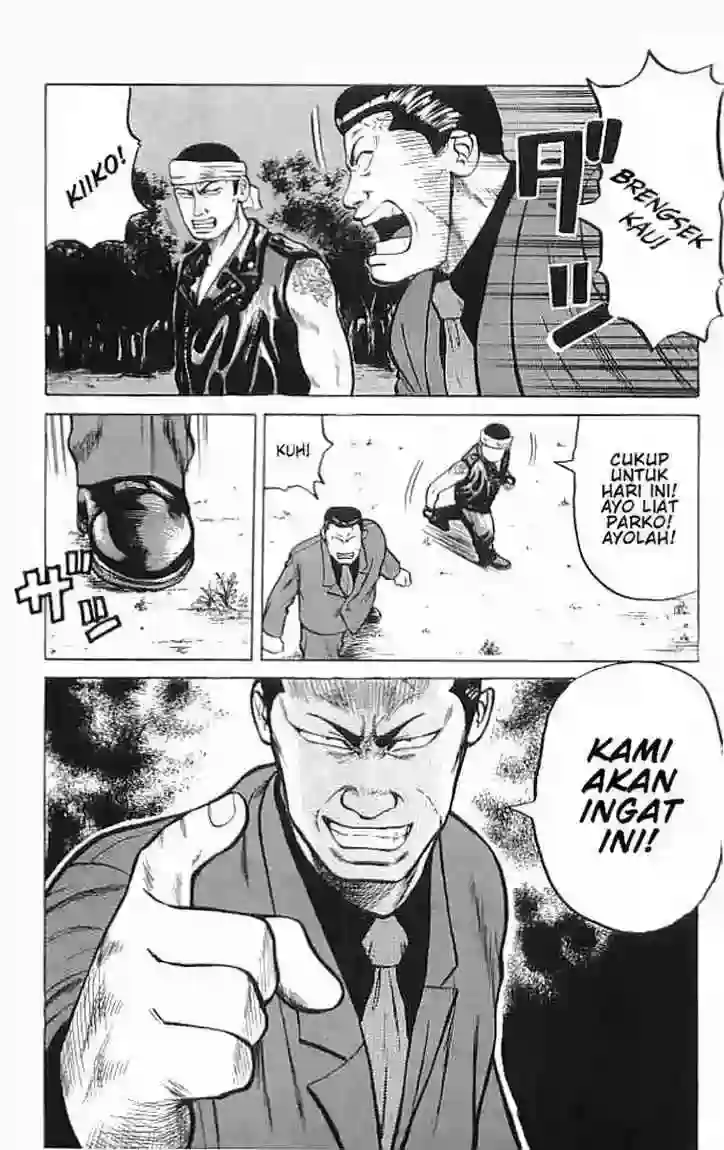 BRENGSEK
KAU!
ダッ
KIIKO!
CUKUP
UNTUK
HARI INI!
AYO LIAT
PARKO!
AYOLAH!
KUH!
ザッ
KAMI
AKAN
INGAT
INI!